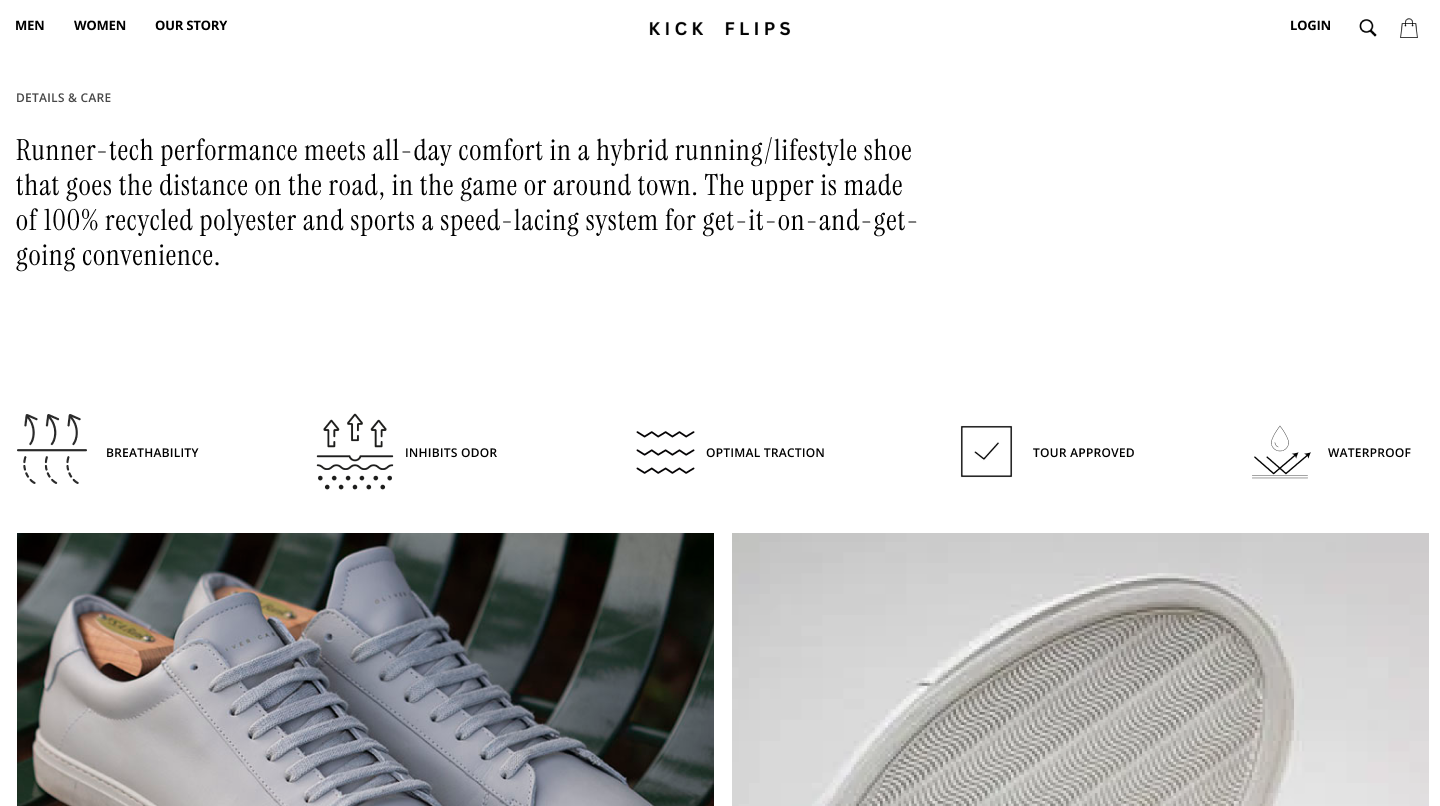 MEN WOMEN OUR STORY KICK FLIPS LOGIN
DETAILS & CARE
Runner-tech performance meets all-day comfort in a hybrid running/lifestyle shoe
that goes the distance on the road, in the game or around town. The upper is made
of 100% recycled polyester and sports a speed-lacing system for get-it-on-and-get-
going convenience.
BREATHABILITY INHIBITS ODOR OPTIMAL TRACTION TOUR APPROVED WATERPROOF